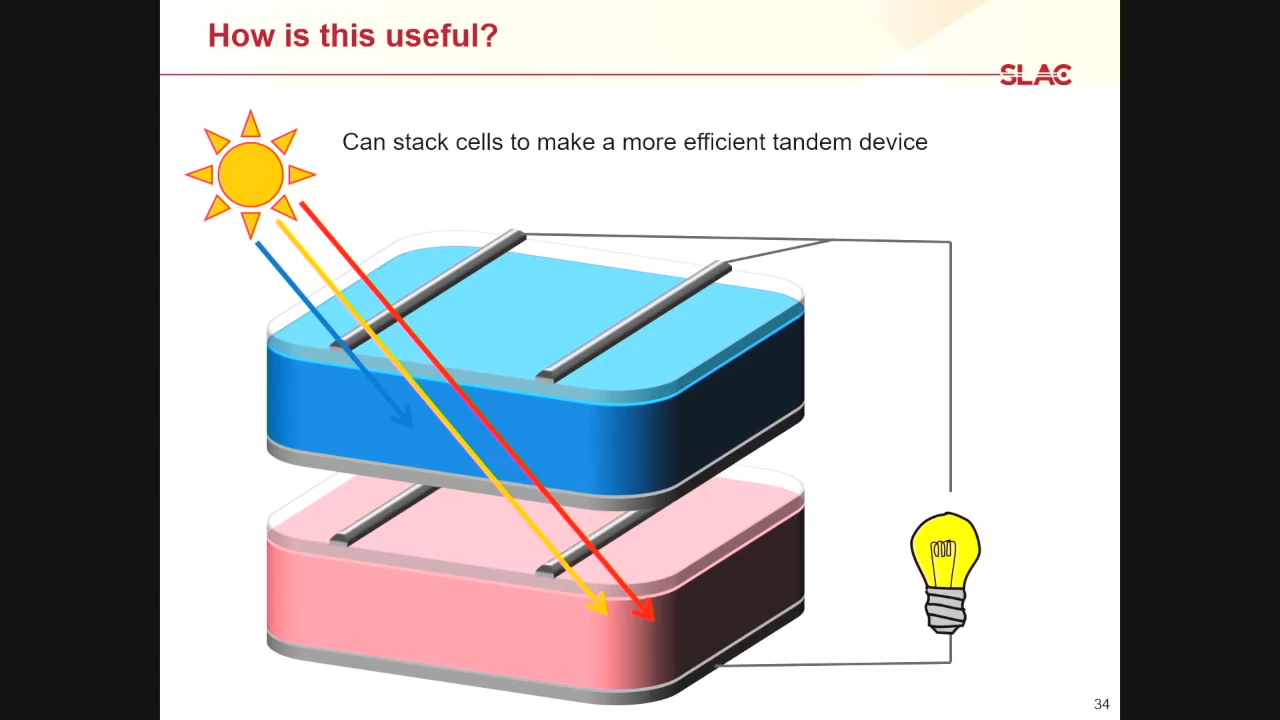 How is this useful?
SLAC
Can stack cells to make a more efficient tandem device
34